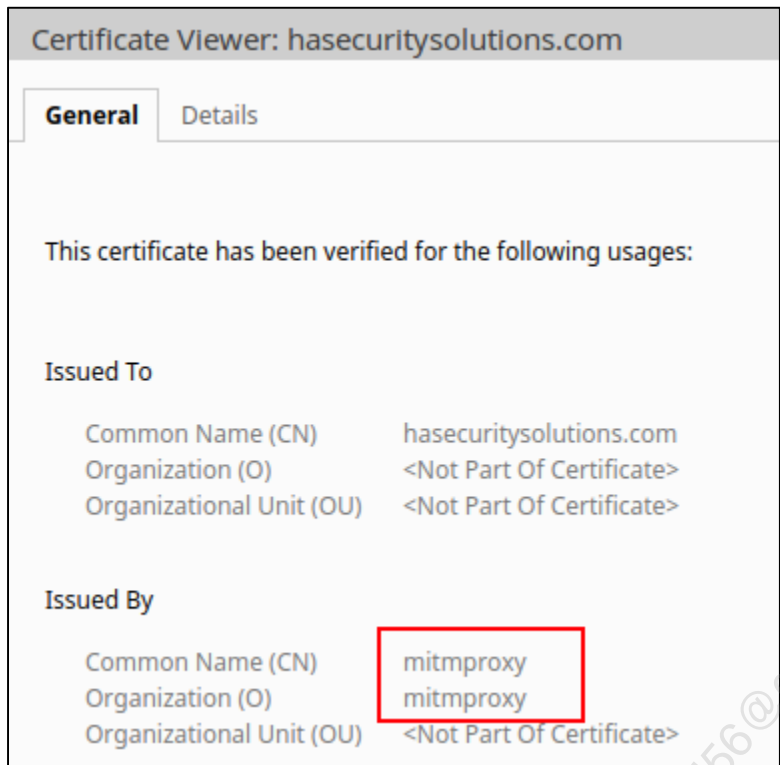 Certificate Viewer: hasecuritysolutions.com
General Details
This certificate has been verified for the following usages:
Issued To
Common Name (CN) hasecuritysolutions.com
Organization (O) <Not Part Of Certificate>
Organizational Unit (OU) <Not Part Of Certificate>
Issued By
Common Name (CN) mitmproxy
Organization (O) mitmproxy
Organizational Unit (OU) <Not Part Of Certificate>